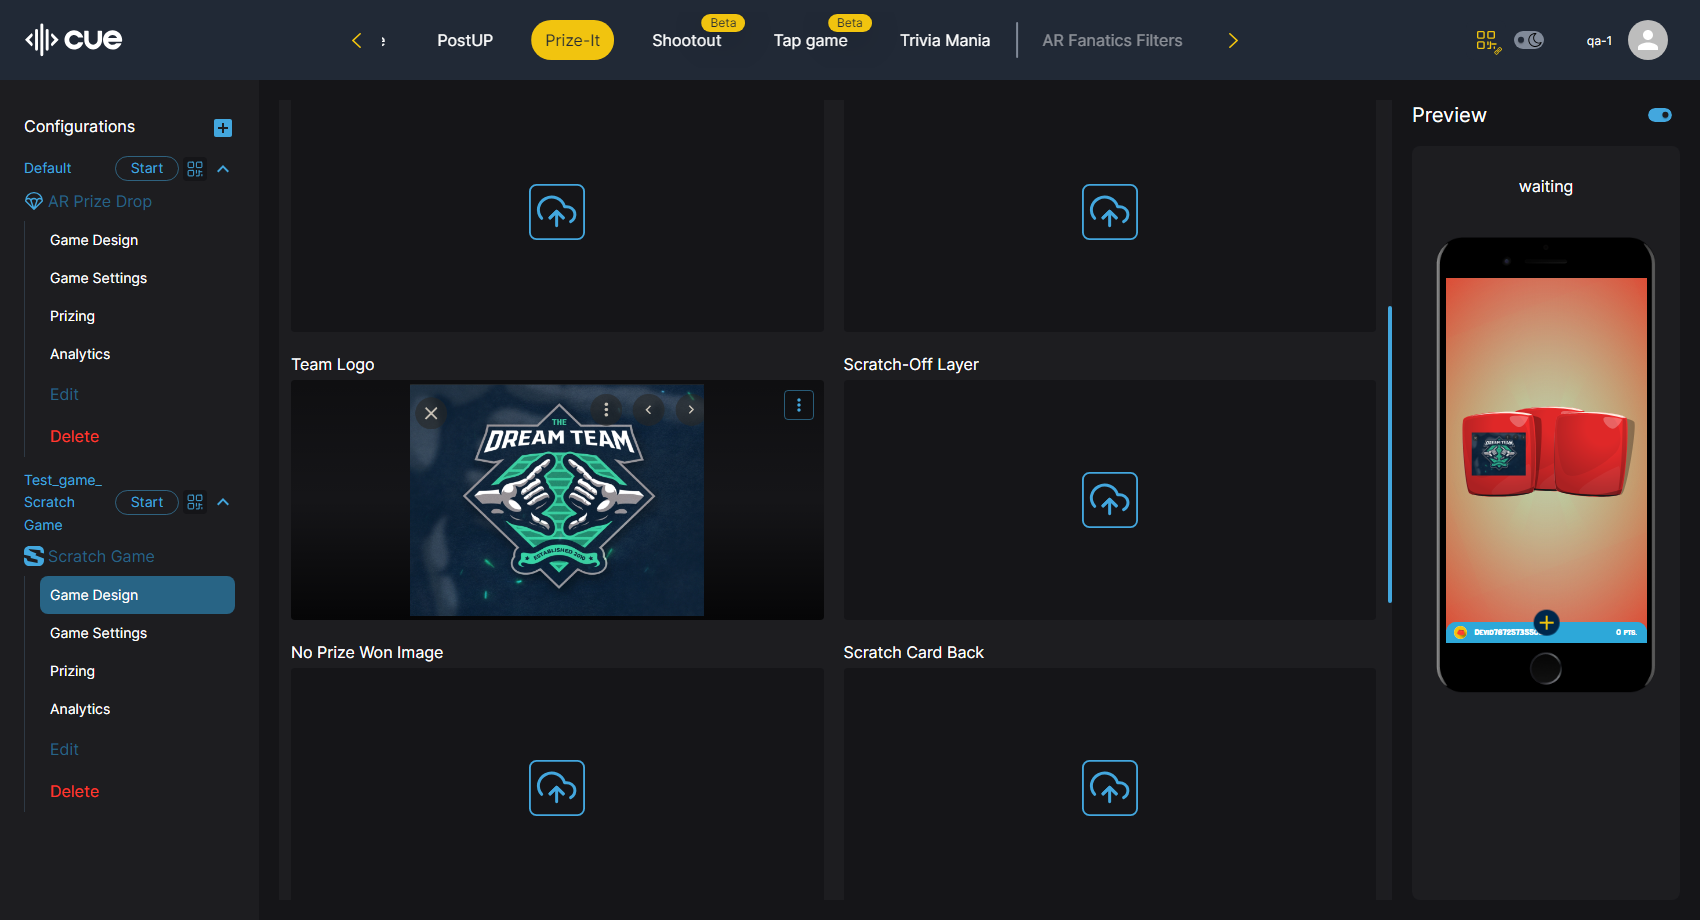 cue
PostUP
Prize-It
Beta
Shootout
Beta
Tap game
Trivia Mania
AR Fanatics Filters
qa-1
Configurations
Default
Start
AR Prize Drop
Game Design
Game Settings
Prizing
Analytics
Edit
Delete
Test_game_
Scratch
Game
Start
Scratch Game
Game Design
Game Settings
Prizing
Analytics
Edit
Delete
Team Logo
THE
DREAM TEAM
ESTABLISHED 2010
Scratch-Off Layer
No Prize Won Image
Scratch Card Back
Preview
waiting
DREAM TEAM
0 PTS.